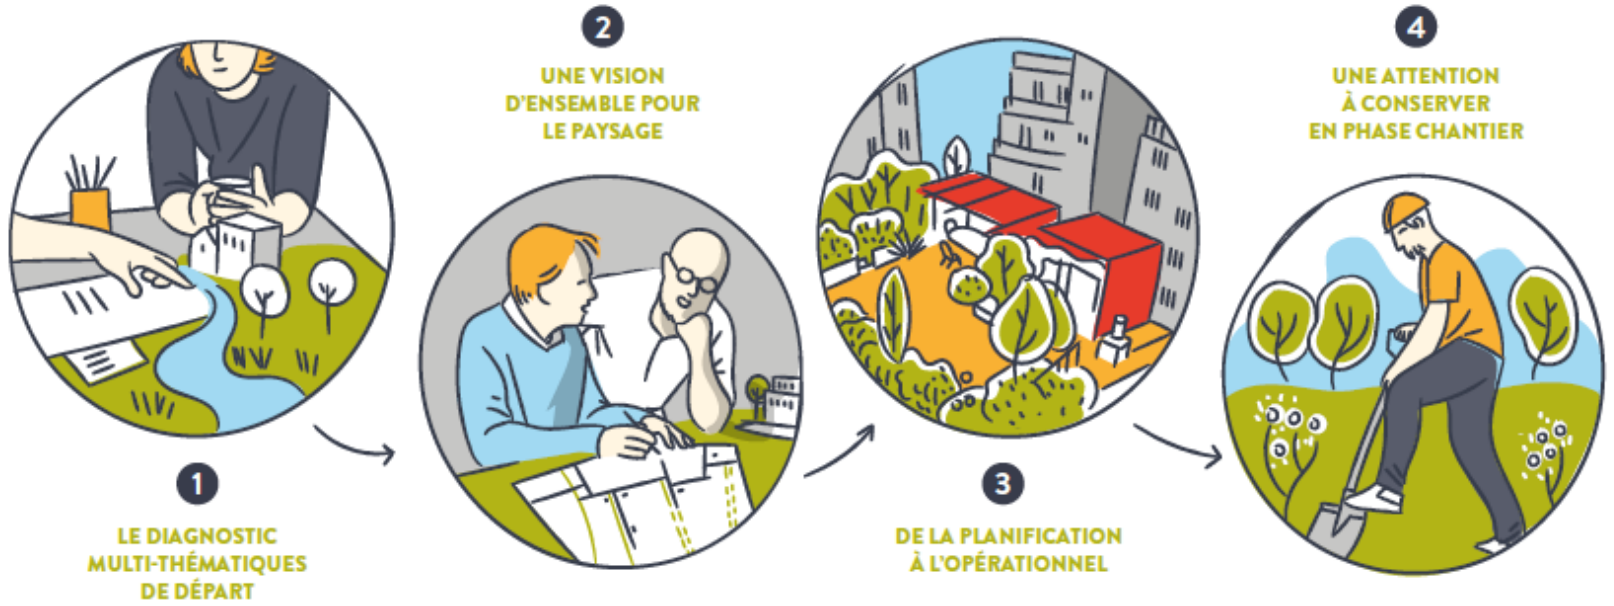 1
LE DIAGNOSTIC
MULTI-THÉMATIQUES
DE DÉPART
2
UNE VISION
D'ENSEMBLE POUR
LE PAYSAGE
3
DE LA PLANIFICATION
À L'OPÉRATIONNEL
4
UNE ATTENTION
À CONSERVER
EN PHASE CHANTIER